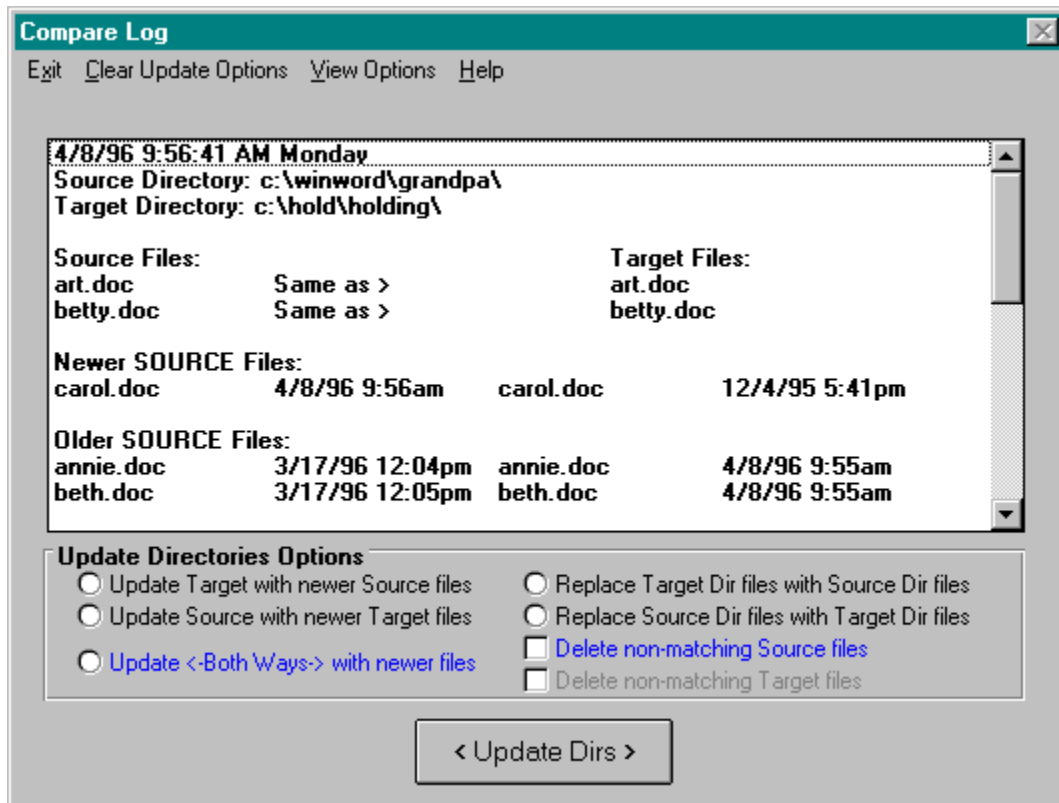 Compare Log
Exit Clear Update Options View Options Help
4/8/96 9:56:41 AM Monday
Source Directory: c:\winword\grandpa\
Target Directory: c:\hold\holding\
Source Files: Target Files:
art.doc Same as > art.doc
betty.doc Same as > betty.doc
Newer SOURCE Files:
carol.doc 4/8/96 9:56am carol.doc 12/4/95 5:41pm
Older SOURCE Files:
annie.doc 3/17/96 12:04pm annie.doc 4/8/96 9:55am
beth.doc 3/17/96 12:05pm beth.doc 4/8/96 9:55am
Update Directories Options
Update Target with newer Source files
Update Source with newer Target files
Update <-Both Ways-> with newer files
Replace Target Dir files with Source Dir files
Replace Source Dir files with Target Dir files
Delete non-matching Source files
Delete non-matching Target files
< Update Dirs >